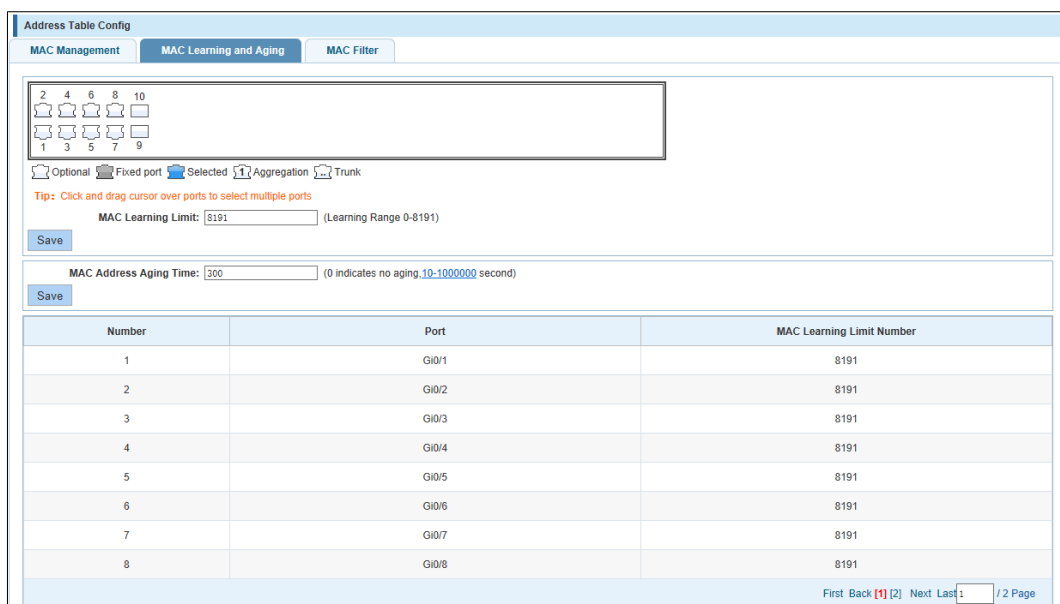 Address Table Config
MAC Management MAC Learning and Aging MAC Filter
2 4 6 8 10
1 3 5 7 9
Optional Fixed port Selected 1 Aggregation .. Trunk
Tip: Click and drag cursor over ports to select multiple ports
MAC Learning Limit: 8191 (Learning Range 0-8191)
Save
MAC Address Aging Time: 300 (0 indicates no aging,10-1000000 second)
Save
Number Port MAC Learning Limit Number
1 Gi0/1 8191
2 Gi0/2 8191
3 Gi0/3 8191
4 Gi0/4 8191
5 Gi0/5 8191
6 Gi0/6 8191
7 Gi0/7 8191
8 Gi0/8 8191
First Back [1] [2] Next Last 1 / 2 Page